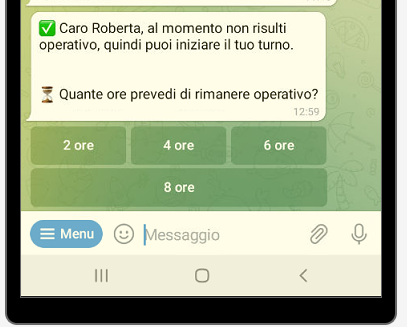 ✅ Caro Roberta, al momento non risulti
operativo, quindi puoi iniziare il tuo turno.
⏳ Quante ore prevedi di rimanere operativo?
12:59
2 ore
4 ore
6 ore
8 ore
Menu
Messaggio